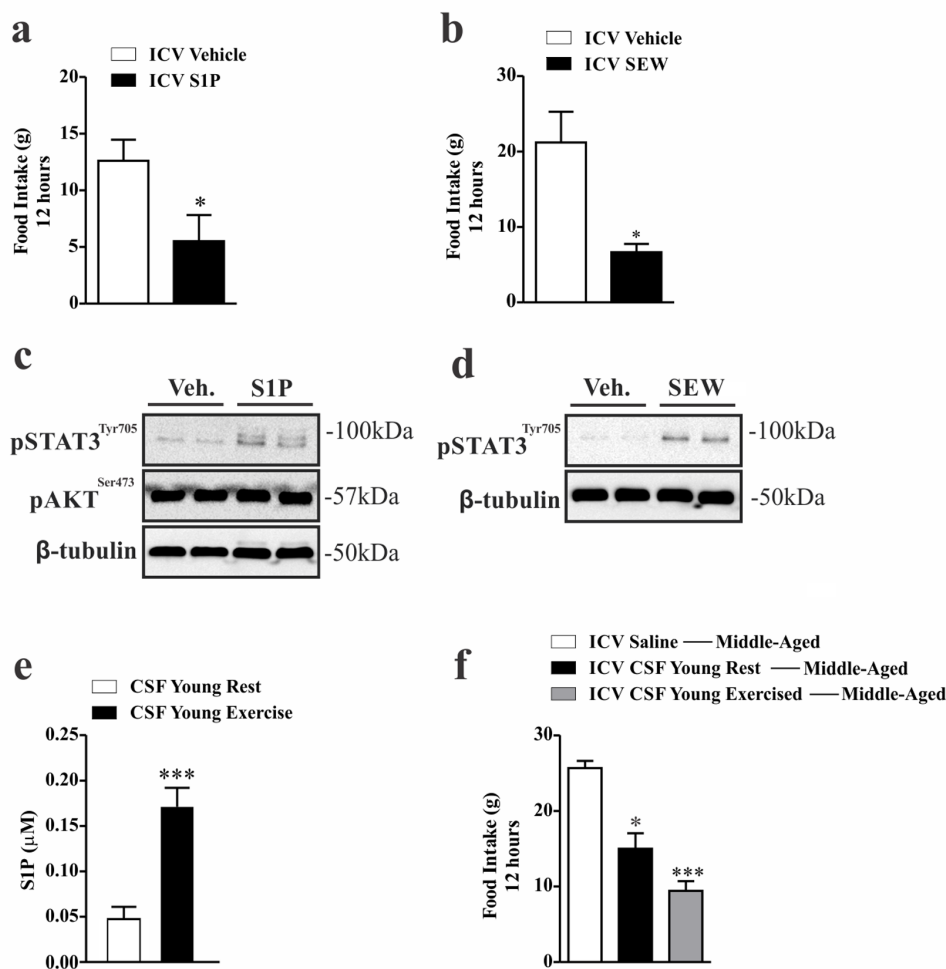 a
ICV Vehicle
ICV S1P
20
15
10
5
0
Food Intake (g)
12 hours
*
b
ICV Vehicle
ICV SEW
30
20
10
0
Food Intake (g)
12 hours
*
c
Veh. S1P
pSTAT3Tyr705 -100kDa
pAKTSer473 -57kDa
β-tubulin -50kDa
d
Veh. SEW
pSTAT3Tyr705 -100kDa
β-tubulin -50kDa
e
CSF Young Rest
CSF Young Exercise
0.25
0.20
0.15
0.10
0.05
0.00
S1P (µM)
***
f
ICV Saline — Middle-Aged
ICV CSF Young Rest — Middle-Aged
ICV CSF Young Exercised — Middle-Aged
30
20
10
0
Food Intake (g)
12 hours
*
***